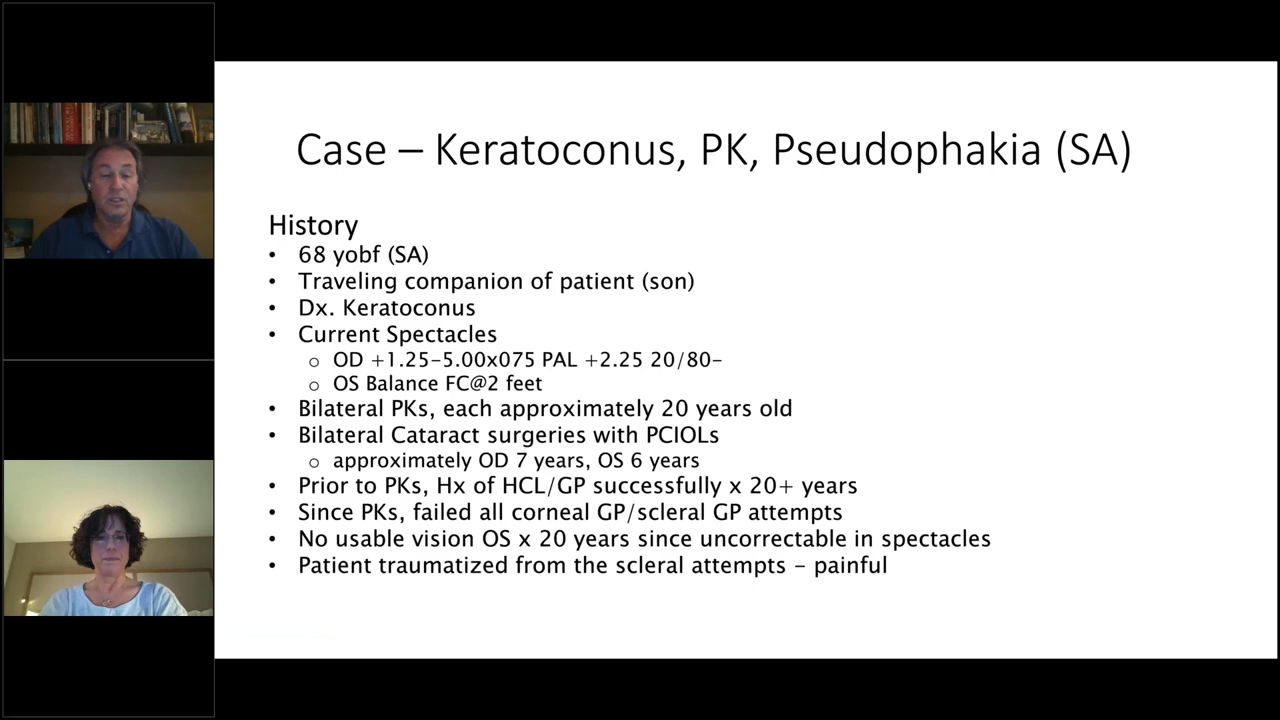 Case – Keratoconus, PK, Pseudophakia (SA)
History
• 68 yobf (SA)
• Traveling companion of patient (son)
• Dx. Keratoconus
• Current Spectacles
o OD +1.25-5.00x075 PAL +2.25 20/80-
o OS Balance FC@2 feet
• Bilateral PKs, each approximately 20 years old
• Bilateral Cataract surgeries with PCIOLs
o approximately OD 7 years, OS 6 years
• Prior to PKs, Hx of HCL/GP successfully x 20+ years
• Since PKs, failed all corneal GP/scleral GP attempts
• No usable vision OS x 20 years since uncorrectable in spectacles
• Patient traumatized from the scleral attempts – painful